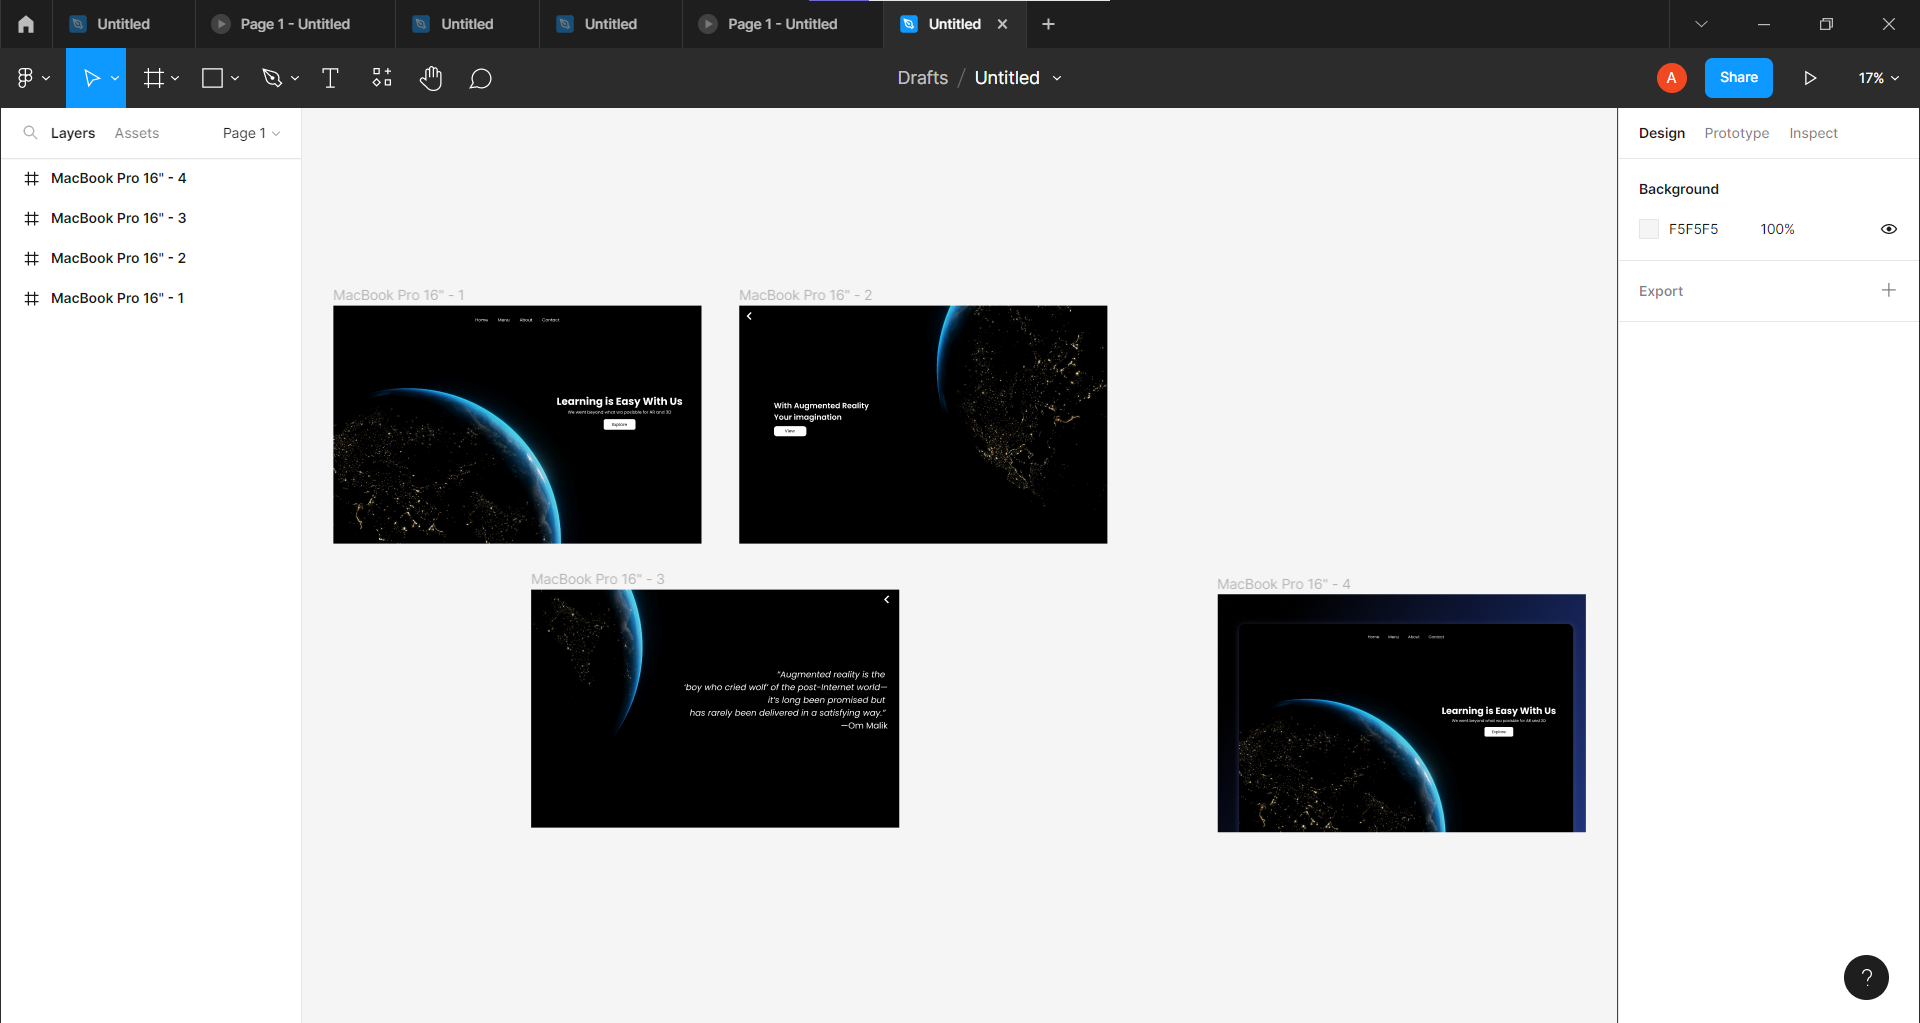 Untitled
Page 1 - Untitled
Untitled
Untitled
Page 1 - Untitled
Untitled
Drafts / Untitled
A
Share
17%
Layers
Assets
Page 1
MacBook Pro 16" - 4
MacBook Pro 16" - 3
MacBook Pro 16" - 2
MacBook Pro 16" - 1
MacBook Pro 16" - 1
Home Menu About Contact
Learning is Easy With Us
We went beyond what wa posisble for AR and 3D
Explore
MacBook Pro 16" - 2
With Augmented Reality
Your imagination
View
MacBook Pro 16" - 3
"Augmented reality is the
'boy who cried wolf' of the post-Internet world—
it's long been promised but
has rarely been delivered in a satisfying way."
—Om Malik
MacBook Pro 16" - 4
Home Menu About Contact
Learning is Easy With Us
We went beyond what wa posisble for AR and 3D
Explore
Design
Prototype
Inspect
Background
F5F5F5
100%
Export
?